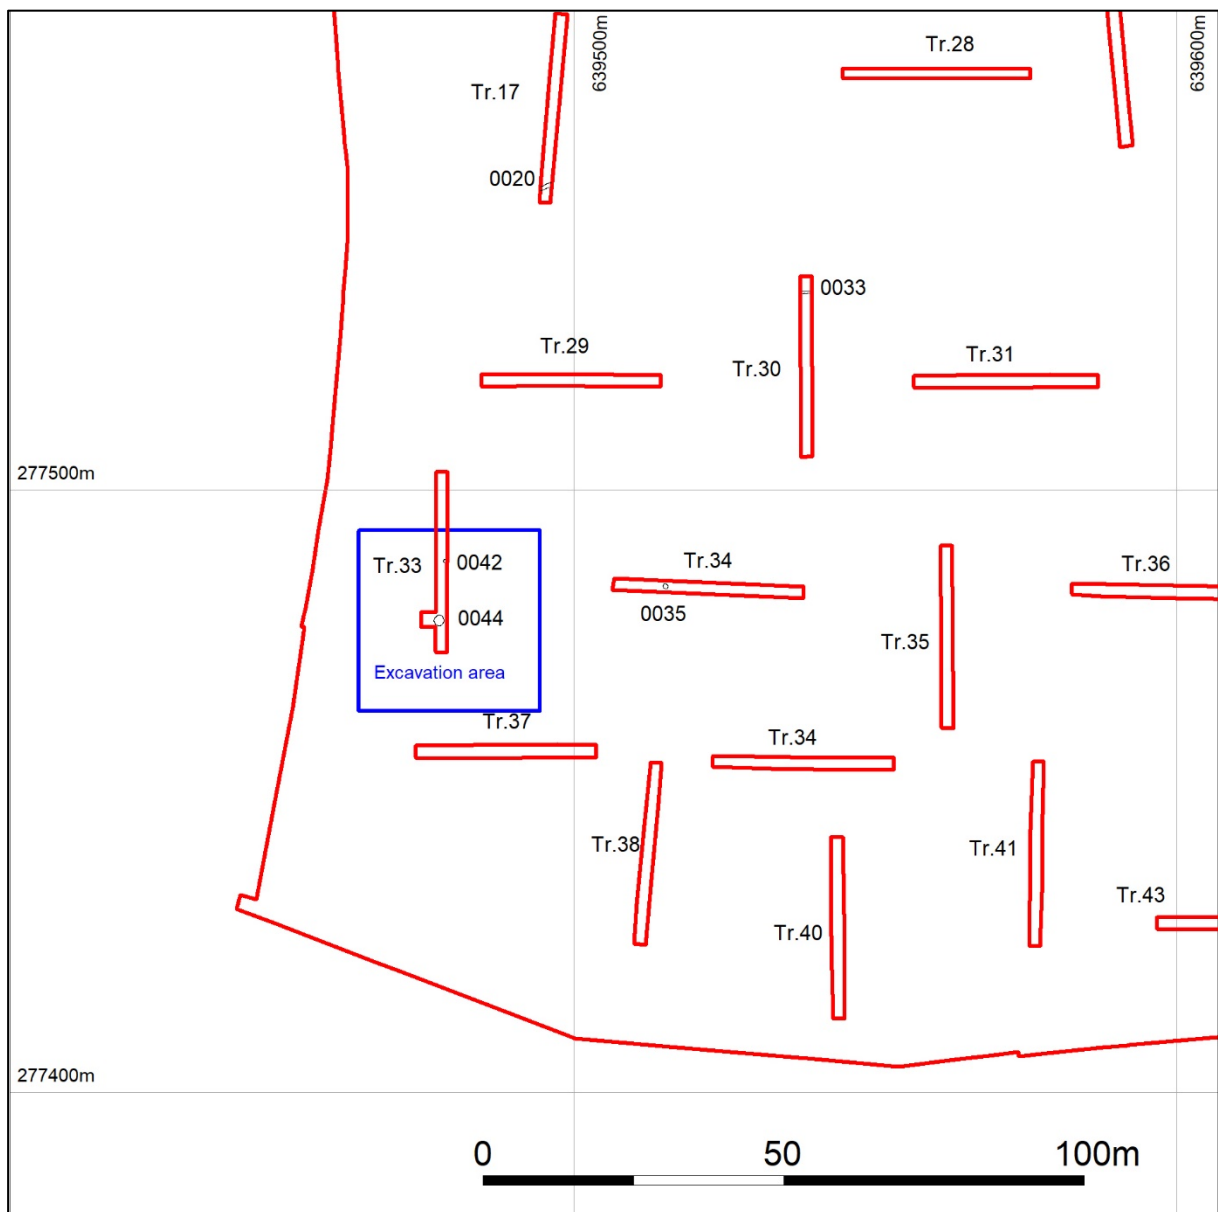 639500m
639600m
Tr.28
Tr.17
0020
0033
Tr.29
Tr.30
Tr.31
277500m
Tr.33
0042
Tr.34
Tr.36
0035
0044
Tr.35
Excavation area
Tr.37
Tr.34
Tr.38
Tr.41
Tr.43
Tr.40
277400m
0
50
100m